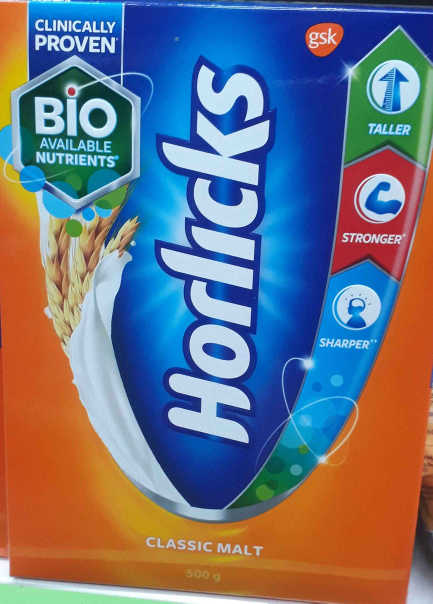 CLINICALLY
PROVEN*
BIO
AVAILABLE
NUTRIENTS*
gsk
Horlicks
TALLER
STRONGER*
SHARPER**
CLASSIC MALT
500 g